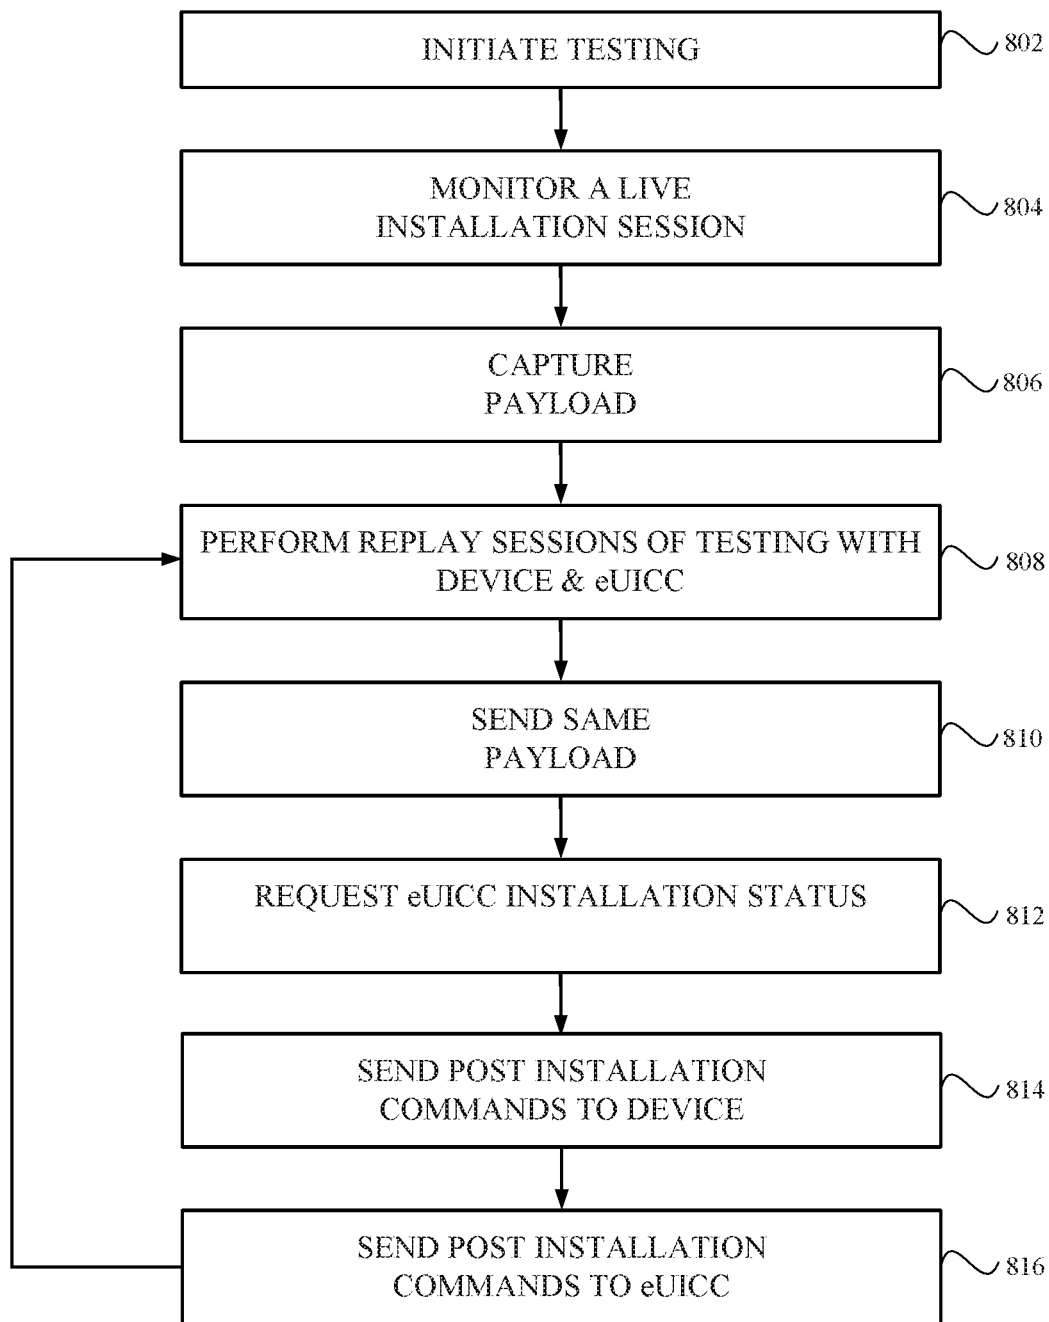 INITIATE TESTING
802
MONITOR A LIVE
INSTALLATION SESSION
804
CAPTURE
PAYLOAD
806
PERFORM REPLAY SESSIONS OF TESTING WITH
DEVICE & eUICC
808
SEND SAME
PAYLOAD
810
REQUEST eUICC INSTALLATION STATUS
812
SEND POST INSTALLATION
COMMANDS TO DEVICE
814
SEND POST INSTALLATION
COMMANDS TO eUICC
816